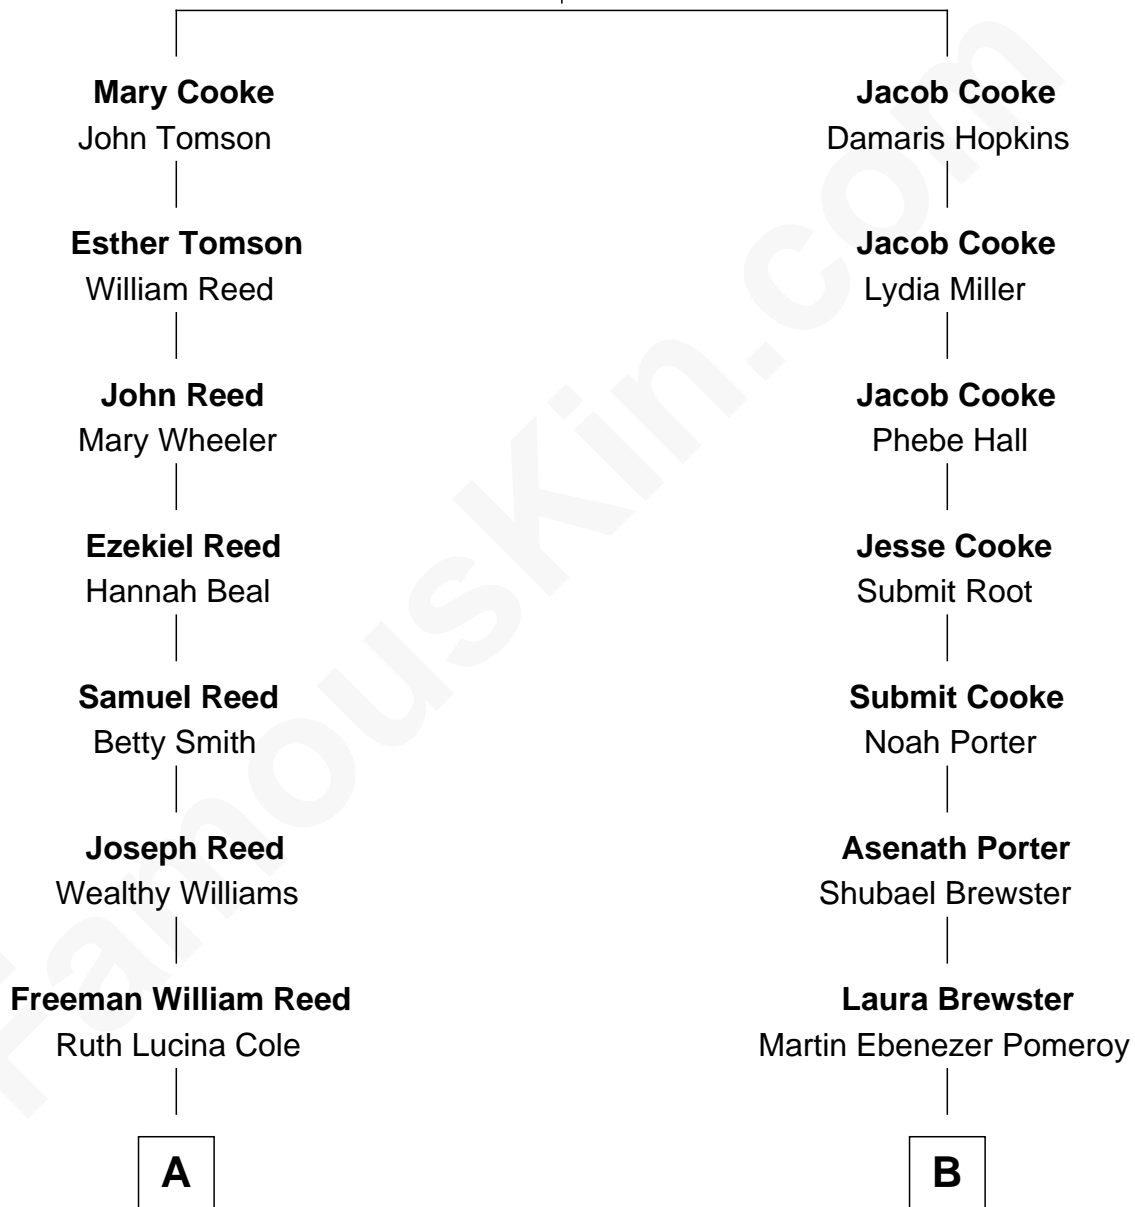 Mary Cooke
John Tomson
Jacob Cooke
Damaris Hopkins
Esther Tomson
William Reed
Jacob Cooke
Lydia Miller
John Reed
Mary Wheeler
Jacob Cooke
Phebe Hall
Ezekiel Reed
Hannah Beal
Jesse Cooke
Submit Root
Samuel Reed
Betty Smith
Submit Cooke
Noah Porter
Joseph Reed
Wealthy Williams
Asenath Porter
Shubael Brewster
Freeman William Reed
Ruth Lucina Cole
Laura Brewster
Martin Ebenezer Pomeroy
A
B
FamousKin.com